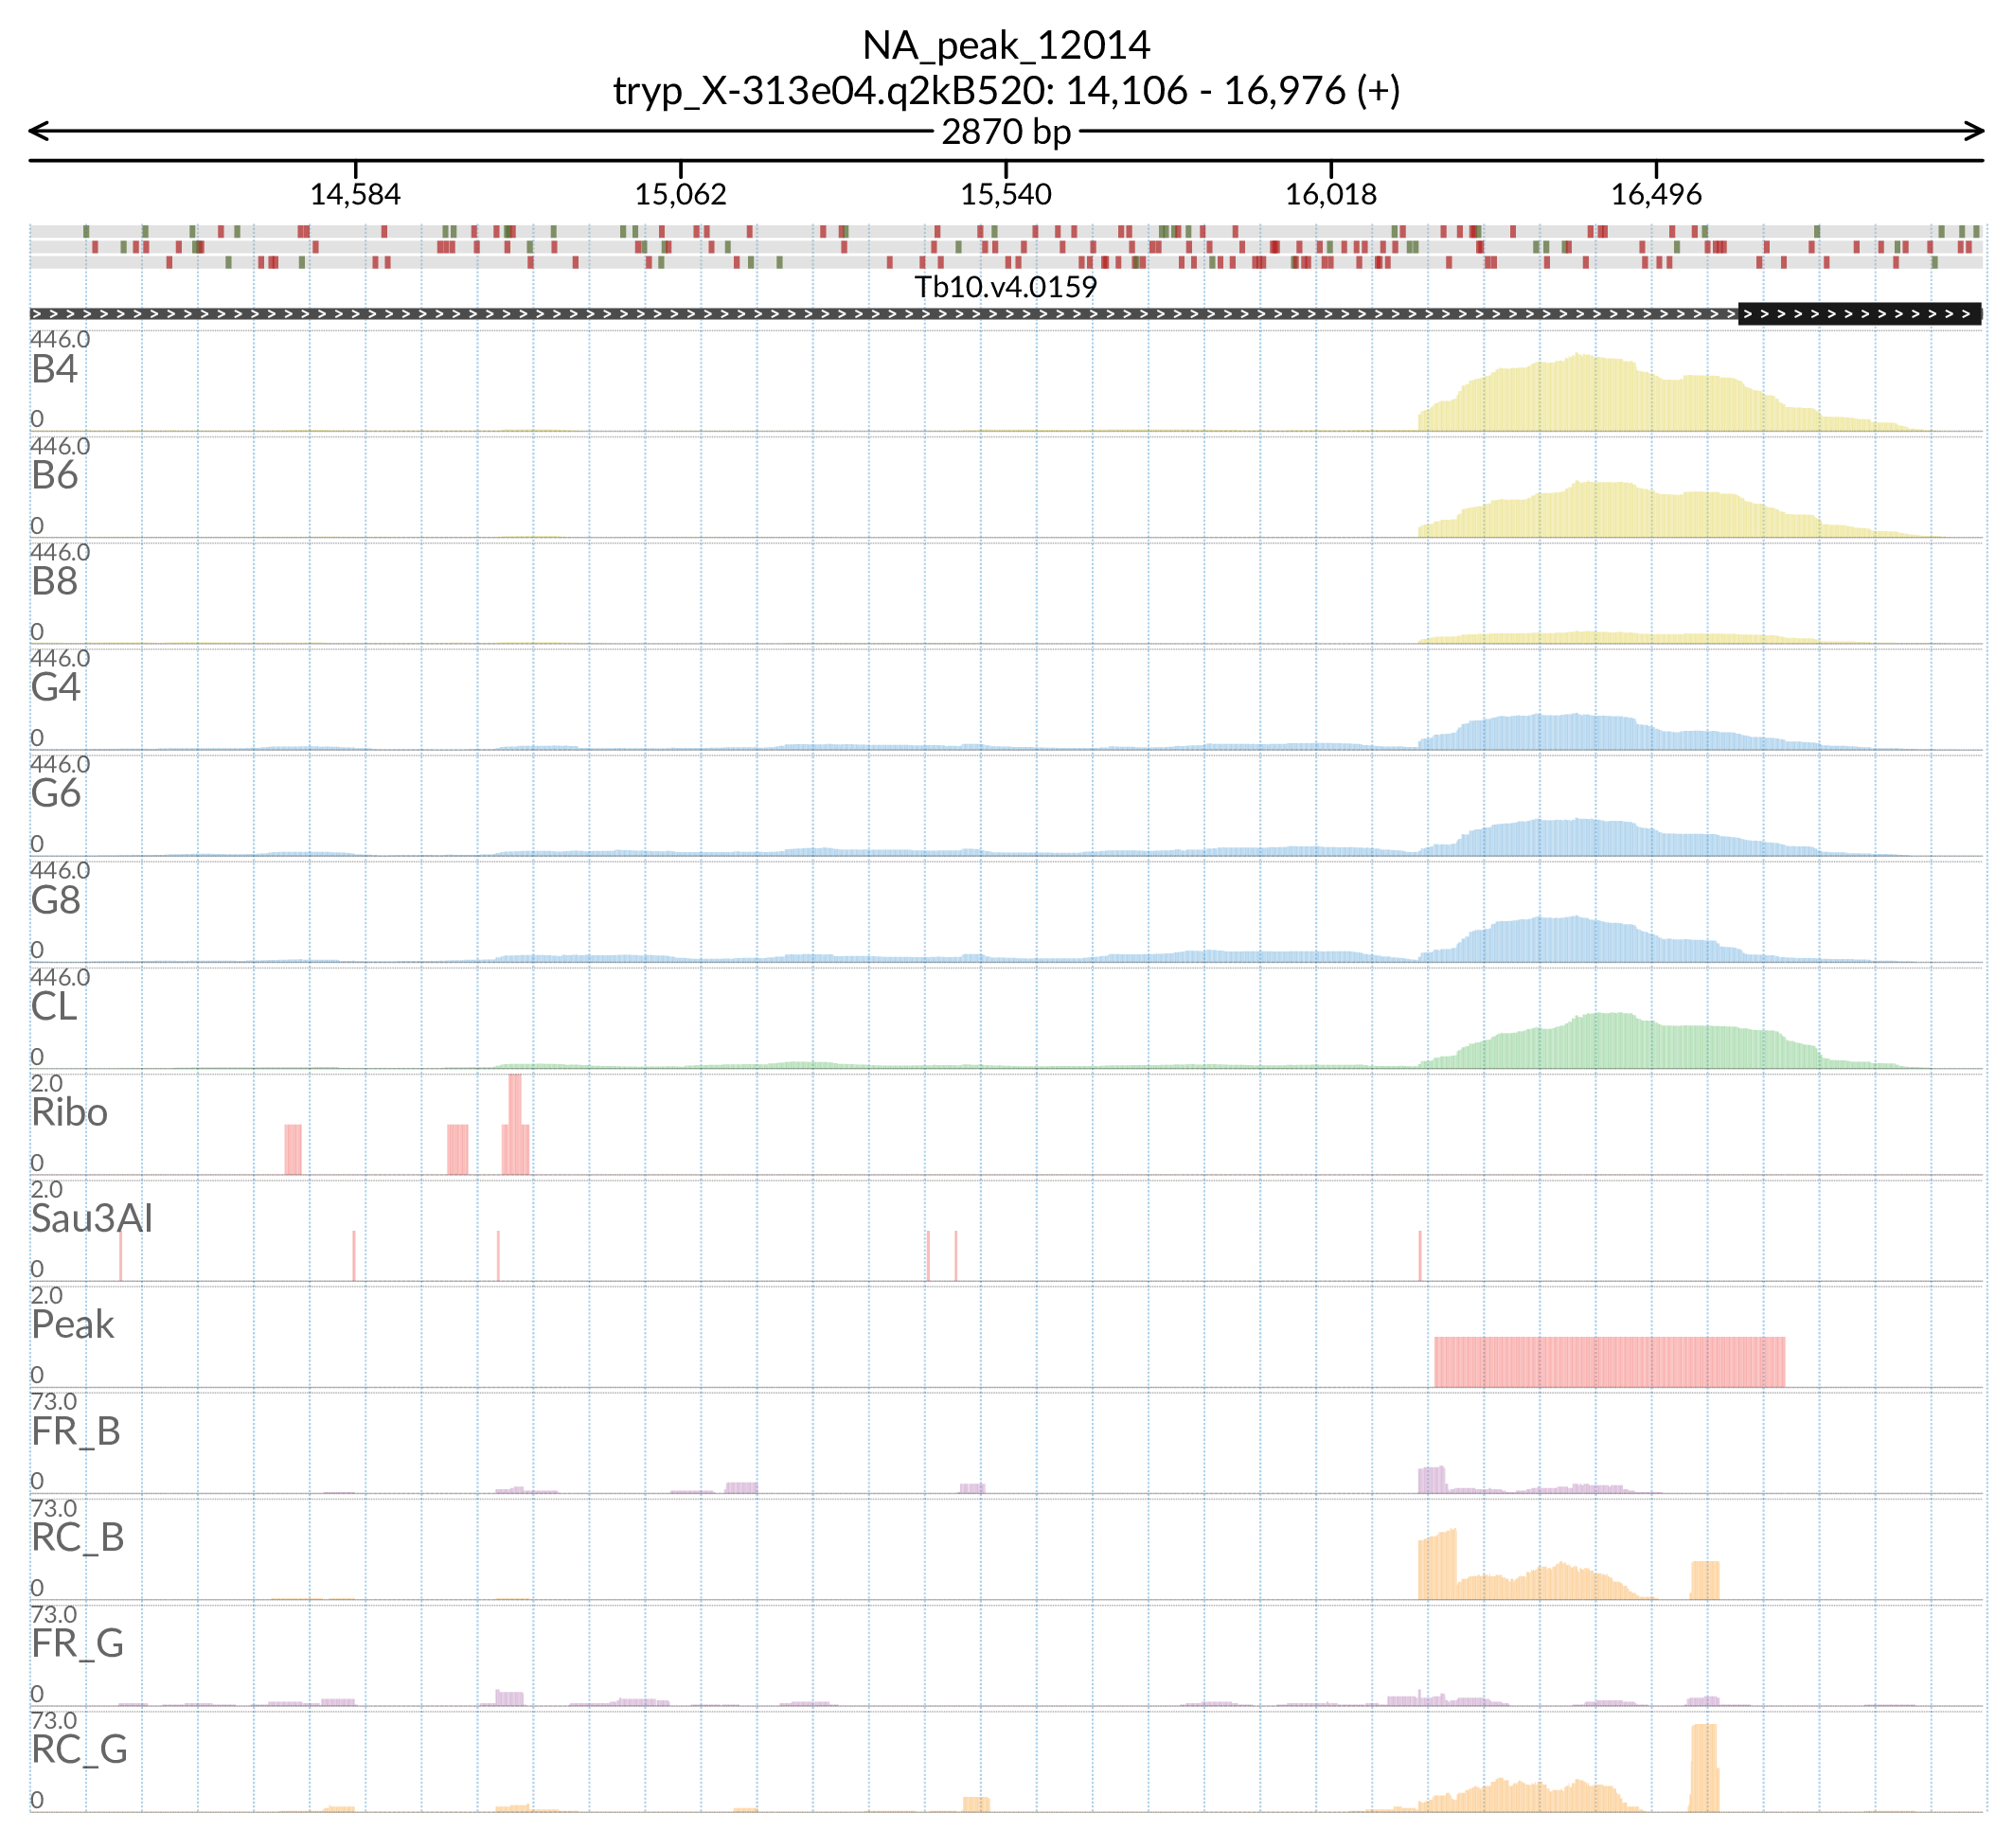 NA_peak_12014
tryp_X-313e04.q2kB520: 14,106 - 16,976 (+)
2870 bp
14,584 15,062 15,540 16,018 16,496
Tb10.v4.0159
446.0
B4
0
446.0
B6
0
446.0
B8
0
446.0
G4
0
446.0
G6
0
446.0
G8
0
446.0
CL
0
2.0
Ribo
0
2.0
Sau3AI
0
2.0
Peak
0
73.0
FR_B
0
73.0
RC_B
0
73.0
FR_G
0
73.0
RC_G
0